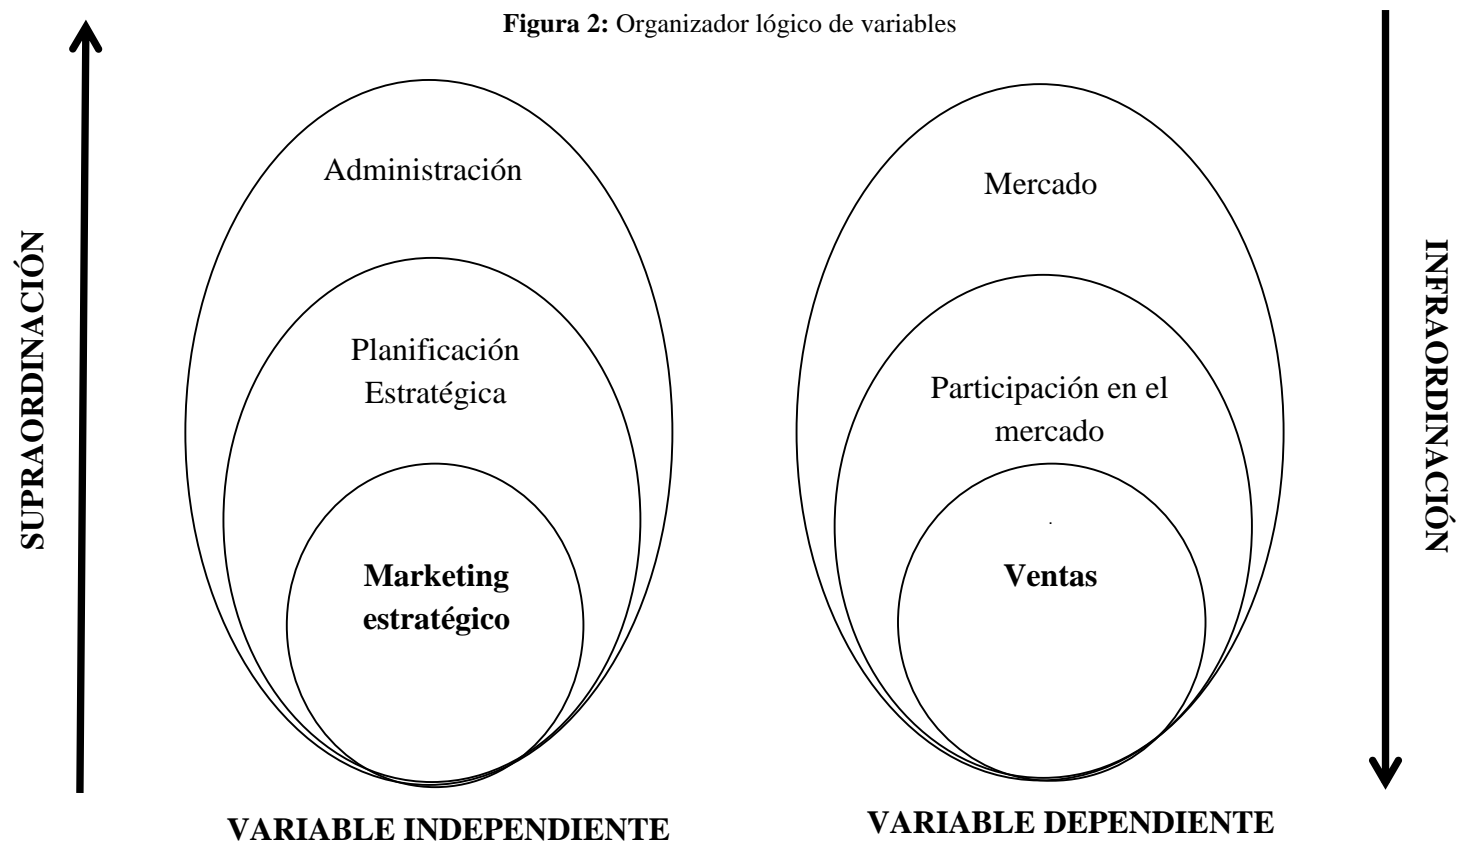 Figura 2: Organizador lógico de variables
SUPRAORDINACIÓN
Administración
Planificación
Estratégica
Marketing
estratégico
VARIABLE INDEPENDIENTE
Mercado
Participación en el
mercado
.
Ventas
VARIABLE DEPENDIENTE
INFRAORDINACIÓN